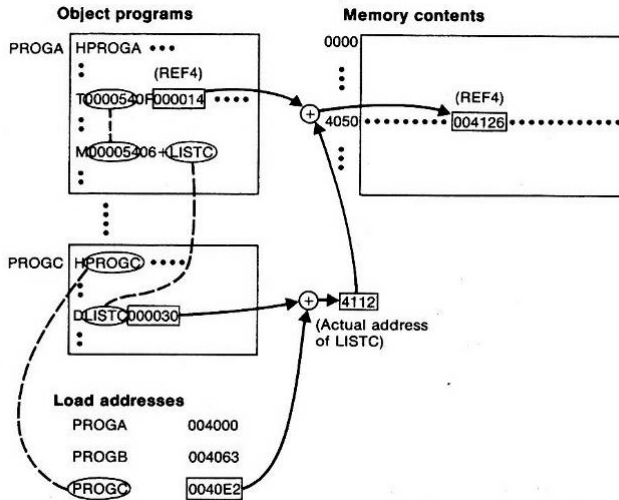 Object programs
Memory contents
PROGA HPROGA ••••
(REF4)
T0000540F000014 ••••
M00005406+LISTC
0000
(REF4)
4050 004126
PROGC HPROGC ••••
DLISTC000030
+
+
4112
(Actual address
of LISTC)
Load addresses
PROGA 004000
PROGB 004063
PROGC 0040E2